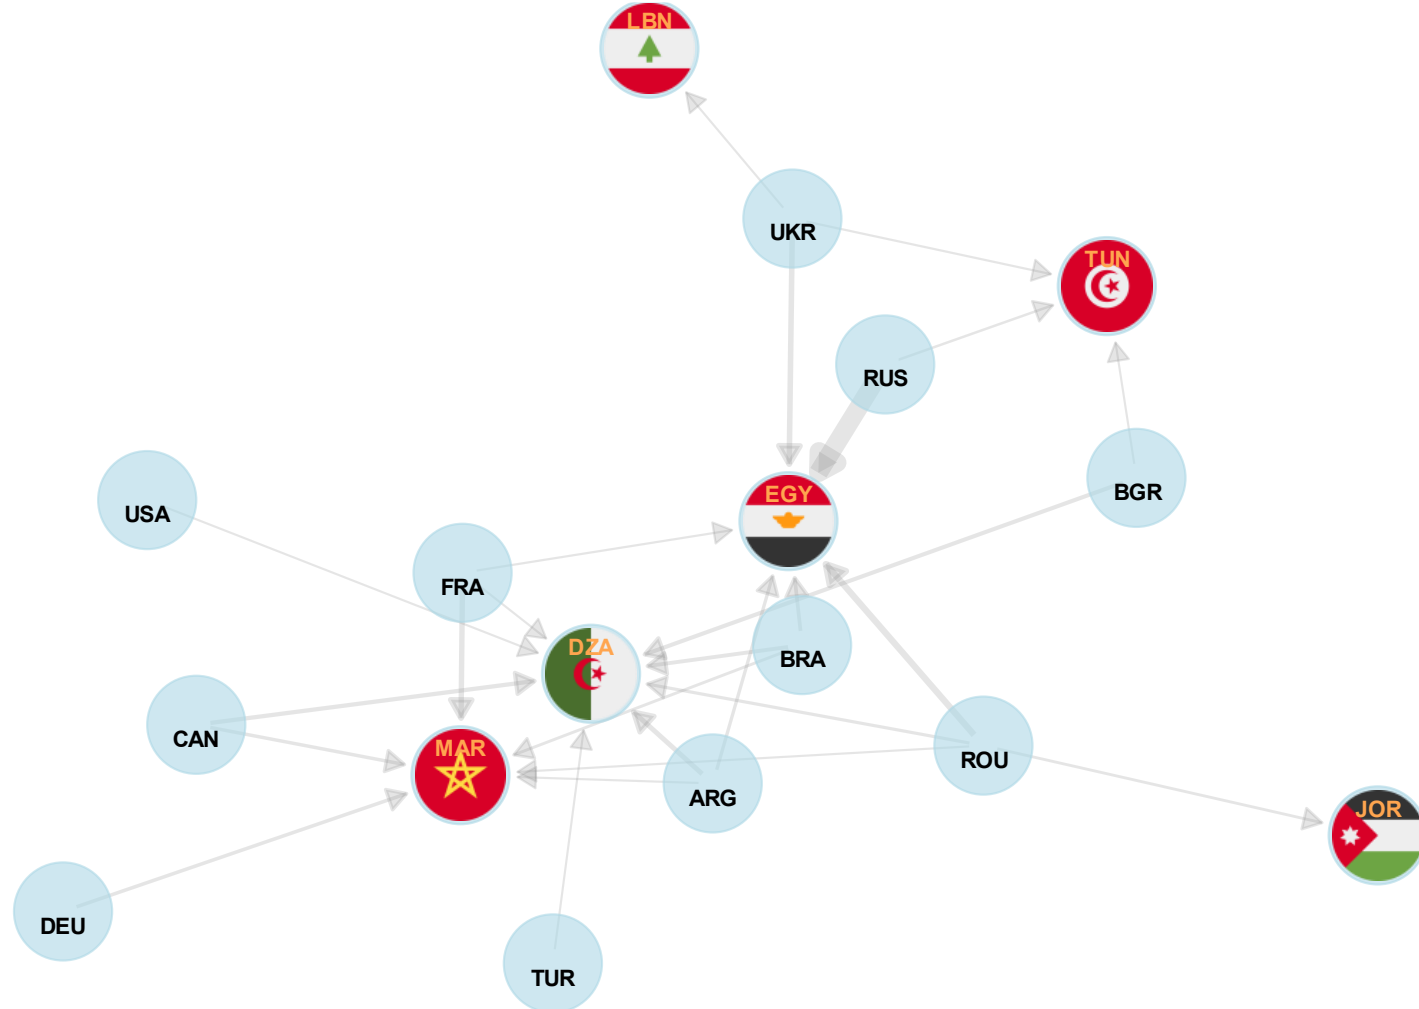 LBN
UKR
TUN
RUS
EGY
BGR
USA
FRA
DZA
BRA
CAN
MAR
ROU
ARG
JOR
DEU
TUR